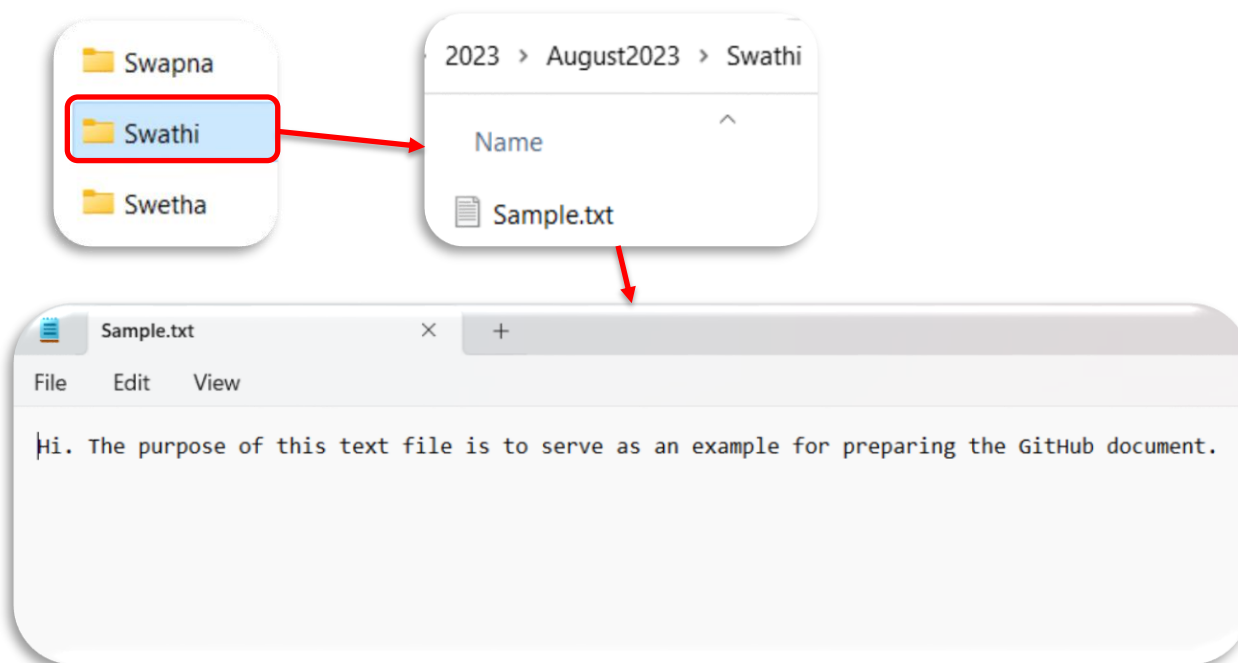 Swapna
Swathi
Swetha
2023 > August2023 > Swathi
Name
Sample.txt
Sample.txt
File Edit View
Hi. The purpose of this text file is to serve as an example for preparing the GitHub document.